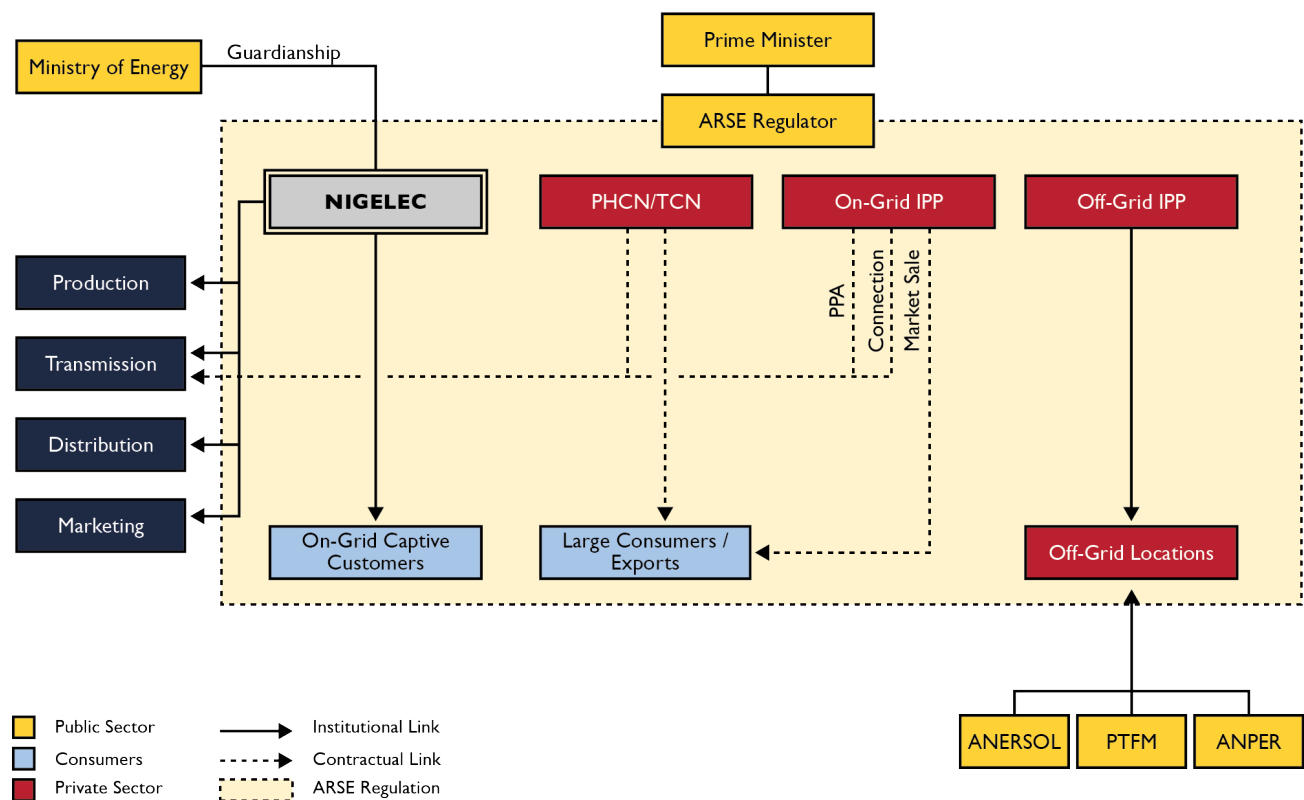 Prime Minister
Guardianship
Ministry of Energy
ARSE Regulator
NIGELEC
PHCN/TCN
On-Grid IPP
Off-Grid IPP
PPA
Connection
Market Sale
Production
Transmission
Distribution
Marketing
On-Grid Captive
Customers
Large Consumers /
Exports
Off-Grid Locations
ANERSOL
PTFM
ANPER
Public Sector
Institutional Link
Consumers
Contractual Link
Private Sector
ARSE Regulation